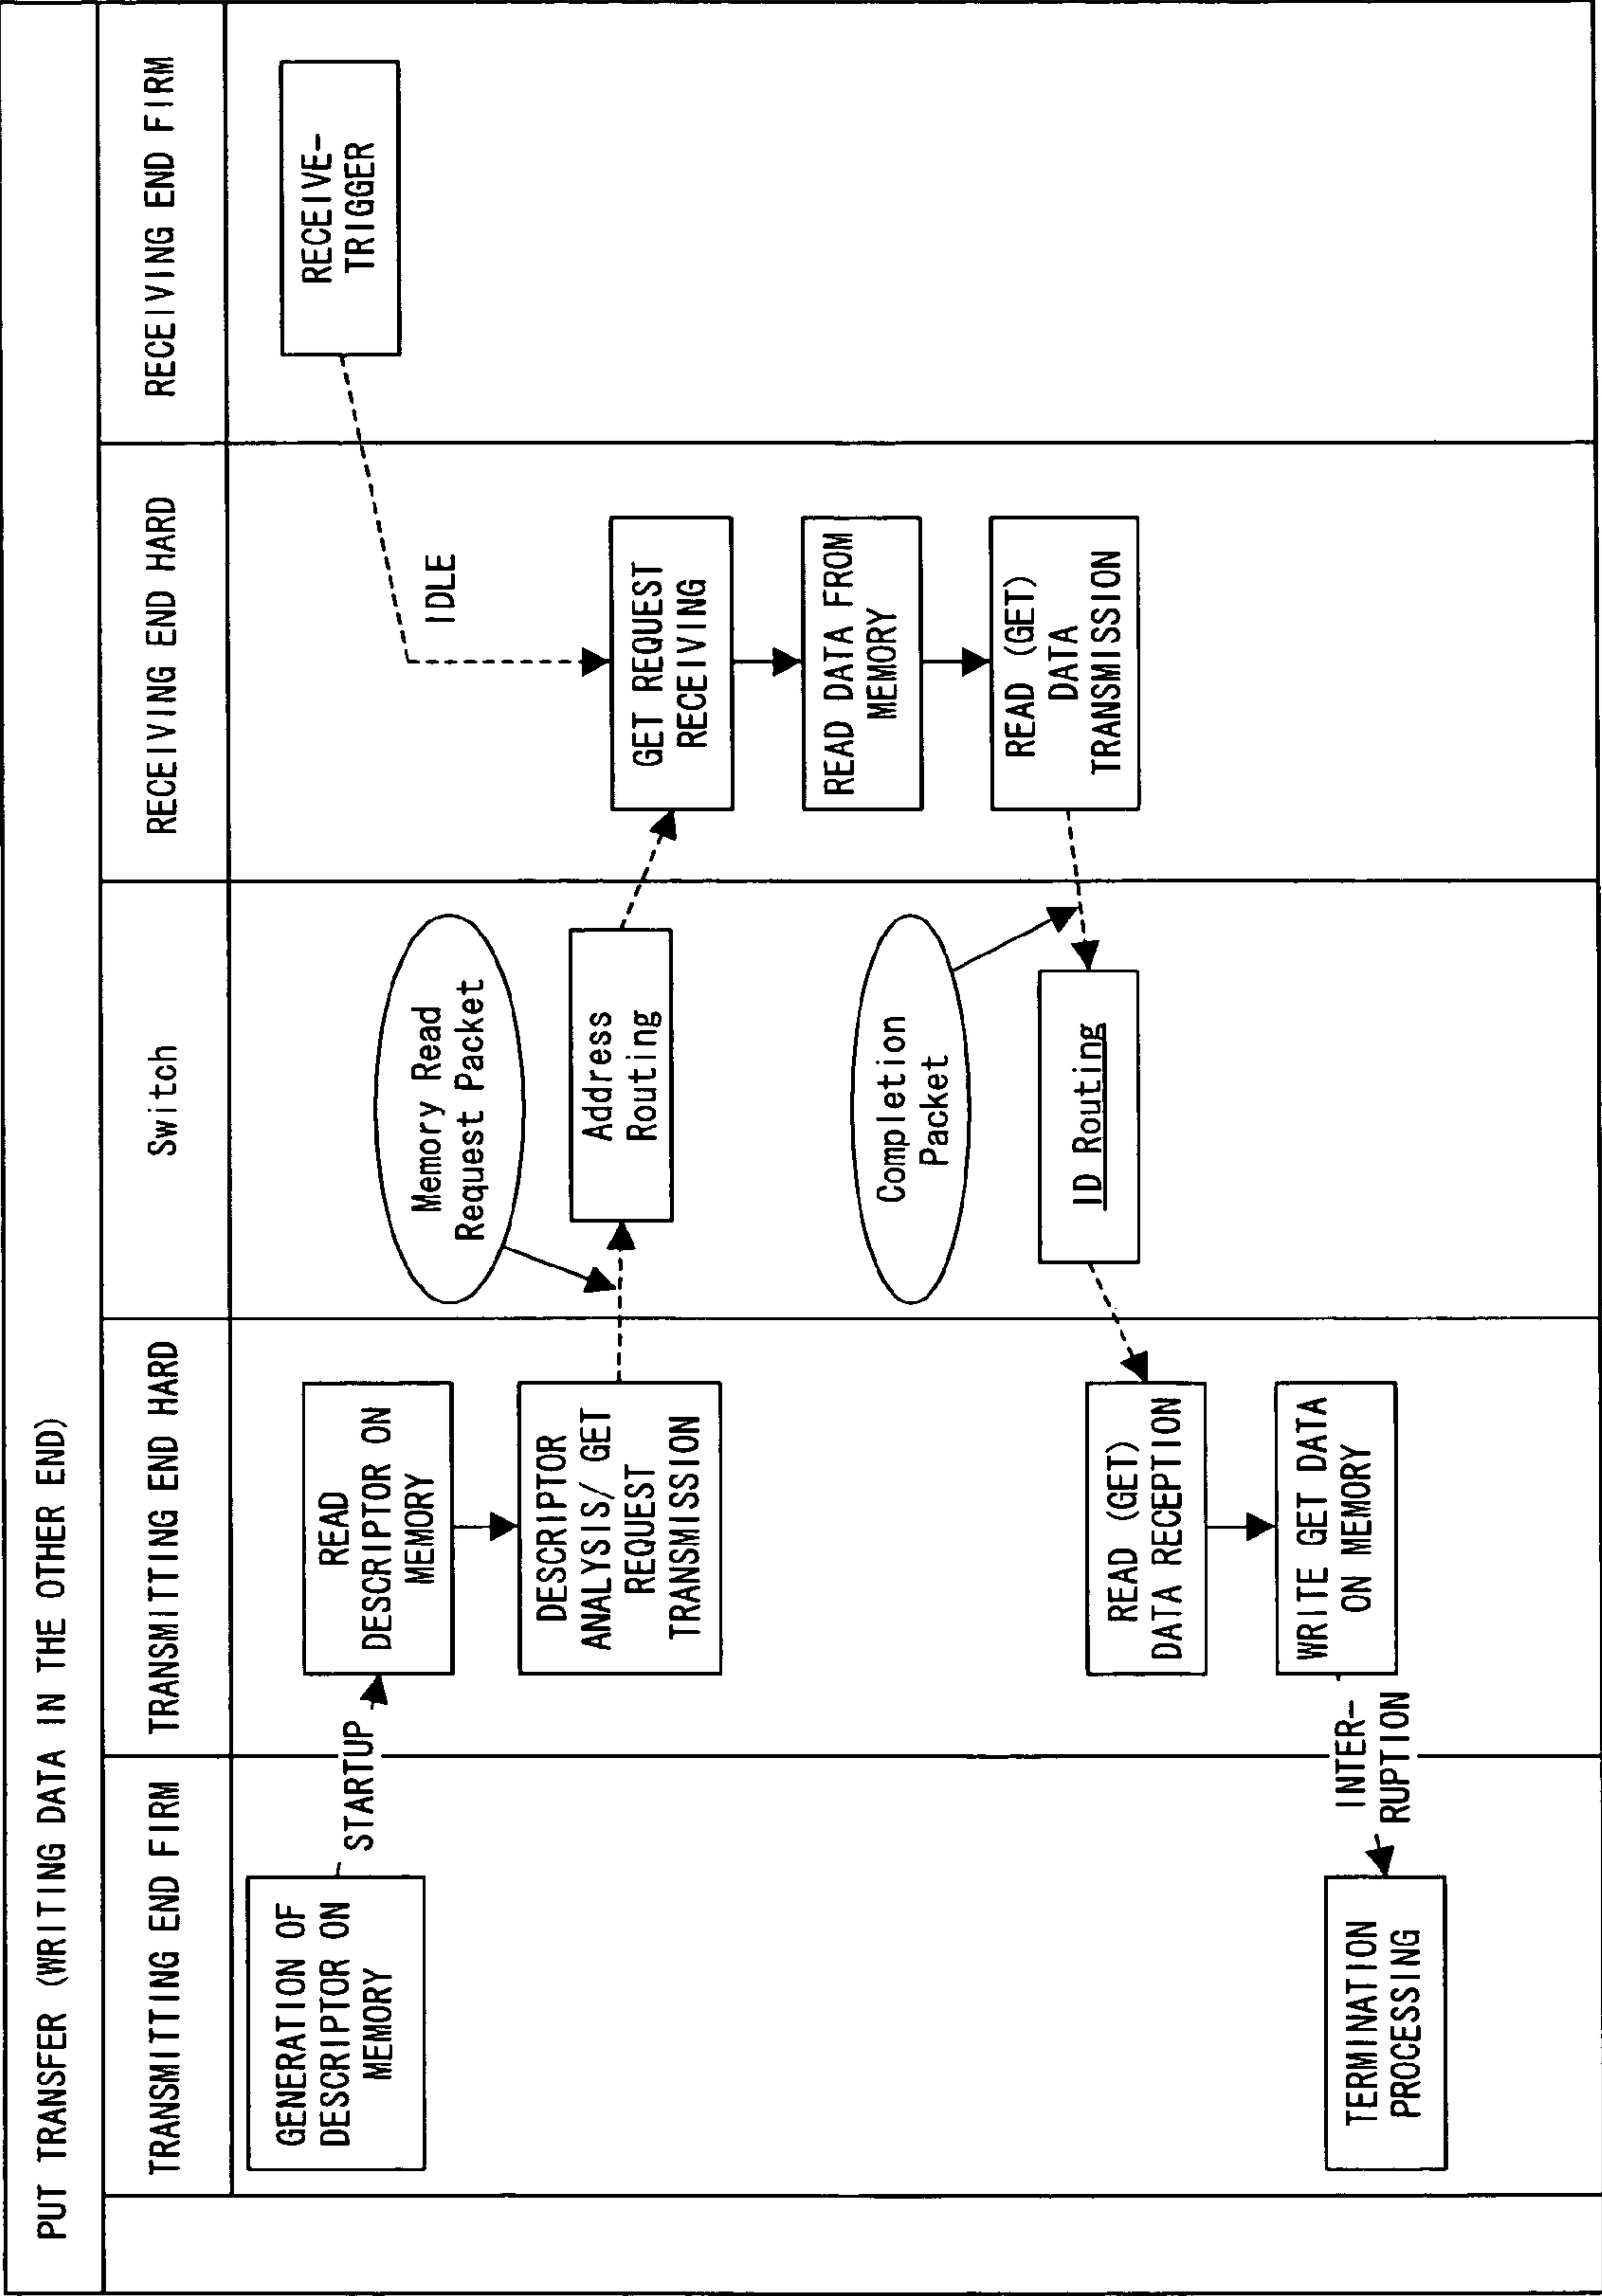 PUT TRANSFER (WRITING DATA IN THE OTHER END)
TRANSMITTING END FIRM
TRANSMITTING END HARD
Switch
RECEIVING END HARD
RECEIVING END FIRM
GENERATION OF
DESCRIPTOR ON
MEMORY
STARTUP
READ
DESCRIPTOR ON
MEMORY
RECEIVE-
TRIGGER
IDLE
DESCRIPTOR
ANALYSIS/ GET
REQUEST
TRANSMISSION
Memory Read
Request Packet
Address
Routing
GET REQUEST
RECEIVING
READ DATA FROM
MEMORY
READ (GET)
DATA
TRANSMISSION
Completion
Packet
ID Routing
READ (GET)
DATA RECEPTION
WRITE GET DATA
ON MEMORY
INTER-
RUPTION
TERMINATION
PROCESSING